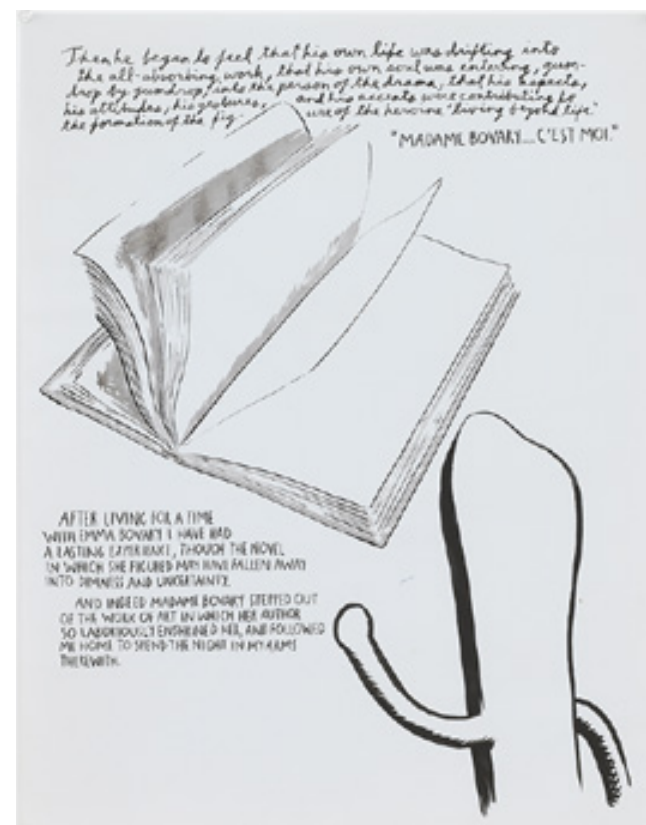 Then he began to feel that his own life was drifting into
the all-absorbing work, that his own soul was entering, gum-
drop by gumdrop, into the person of the drama, that his aspects,
his attitudes, his gestures, and his accents were contributing to
the formation of the fig- ure of the heroine 'living beyond life'
"MADAME BOVARY... C'EST MOI."
AFTER LIVING FOR A TIME
WITH EMMA BOVARY I HAVE HAD
A LASTING EXPERIENCE, THOUGH THE NOVEL
IN WHICH SHE FIGURED MAY HAVE FALLEN AWAY
INTO DIMNESS AND UNCERTAINTY.
AND INDEED MADAME BOVARY STEPPED OUT
OF THE WORK OF ART IN WHICH HER AUTHOR
SO LABORIOUSLY ENSHRINED HER, AND FOLLOWED
ME HOME TO SPEND THE NIGHT IN MY ARMS
THEREWITH.